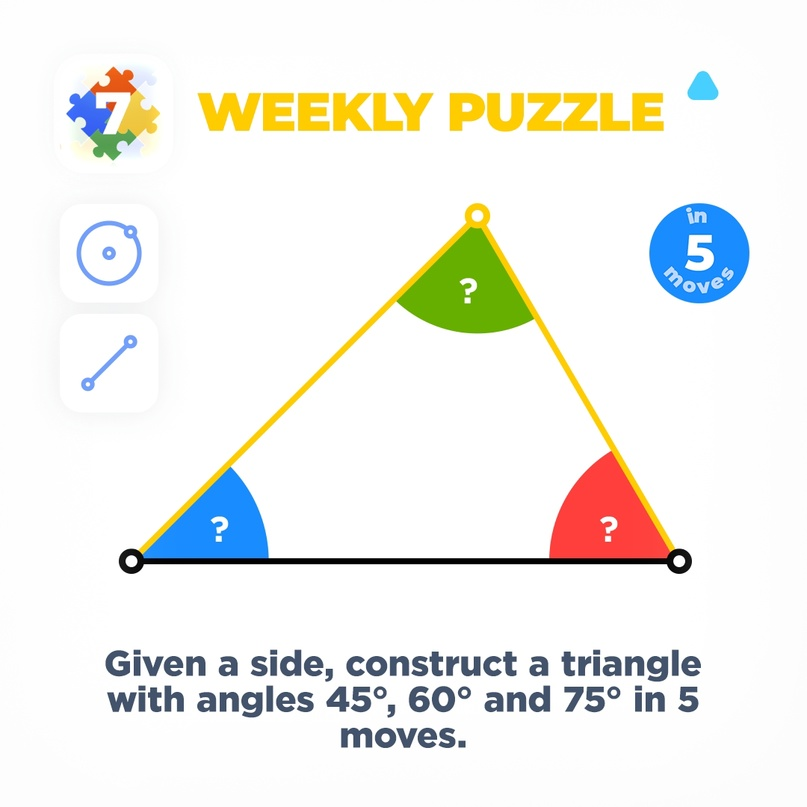 7
WEEKLY PUZZLE
in
5
moves
?
?
?
Given a side, construct a triangle
with angles 45°, 60° and 75° in 5
moves.